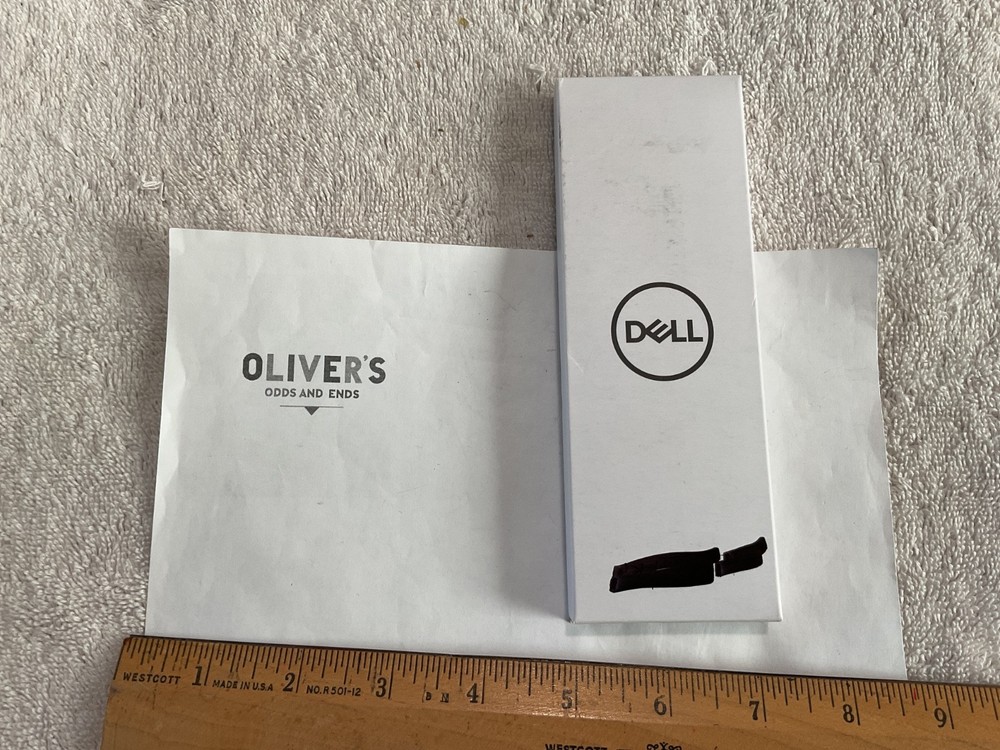 OLIVER'S
ODDS AND ENDS
DELL
WESTCOTT 1 MADE IN U.S.A 2 NO. R 501-12 3 4 5 6 7 8 9
WESTCOTT